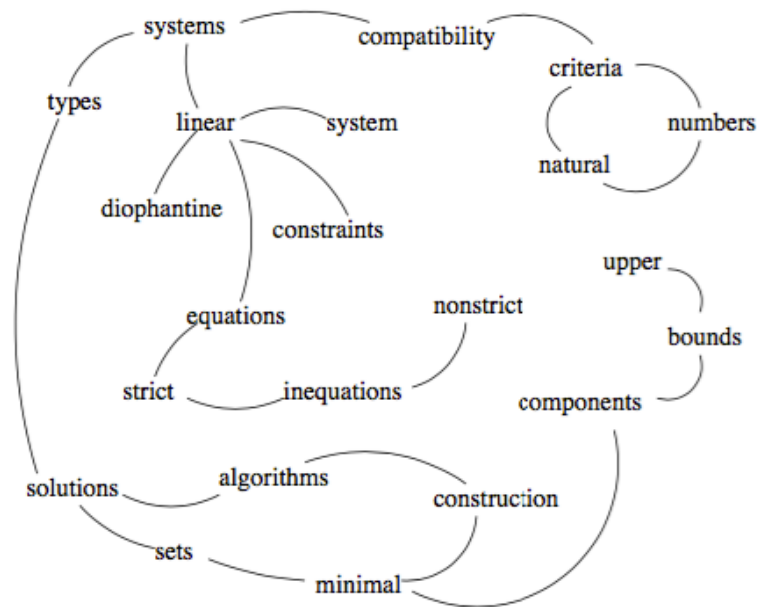 systems
compatibility
criteria
types
linear
system
numbers
natural
diophantine
constraints
upper
equations
nonstrict
bounds
strict
inequations
components
solutions
algorithms
construction
sets
minimal